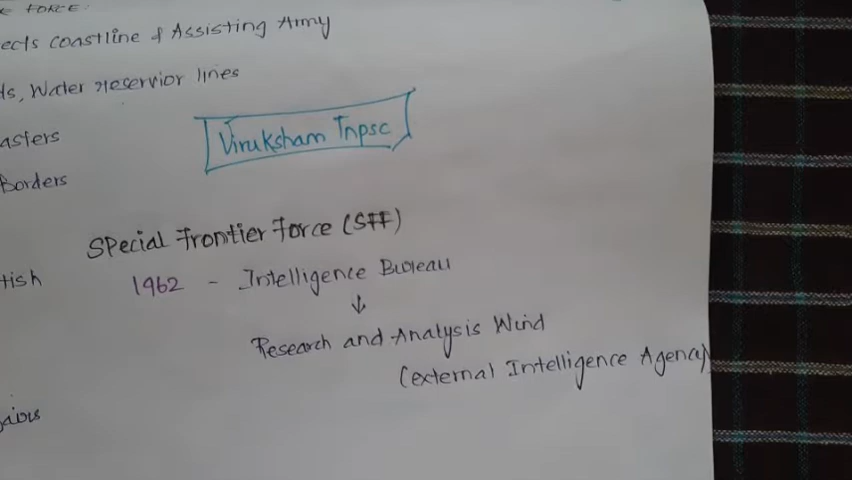 E FORCE.
ects coastline & Assisting Army
ds, Water reservior lines
asters
Viruksham Tnpsc
Borders
Special Frontier Force (SFF)
tish
1962 - Intelligence Bureau
↓
Research and Analysis Wind
(external Intelligence Agency)
gious